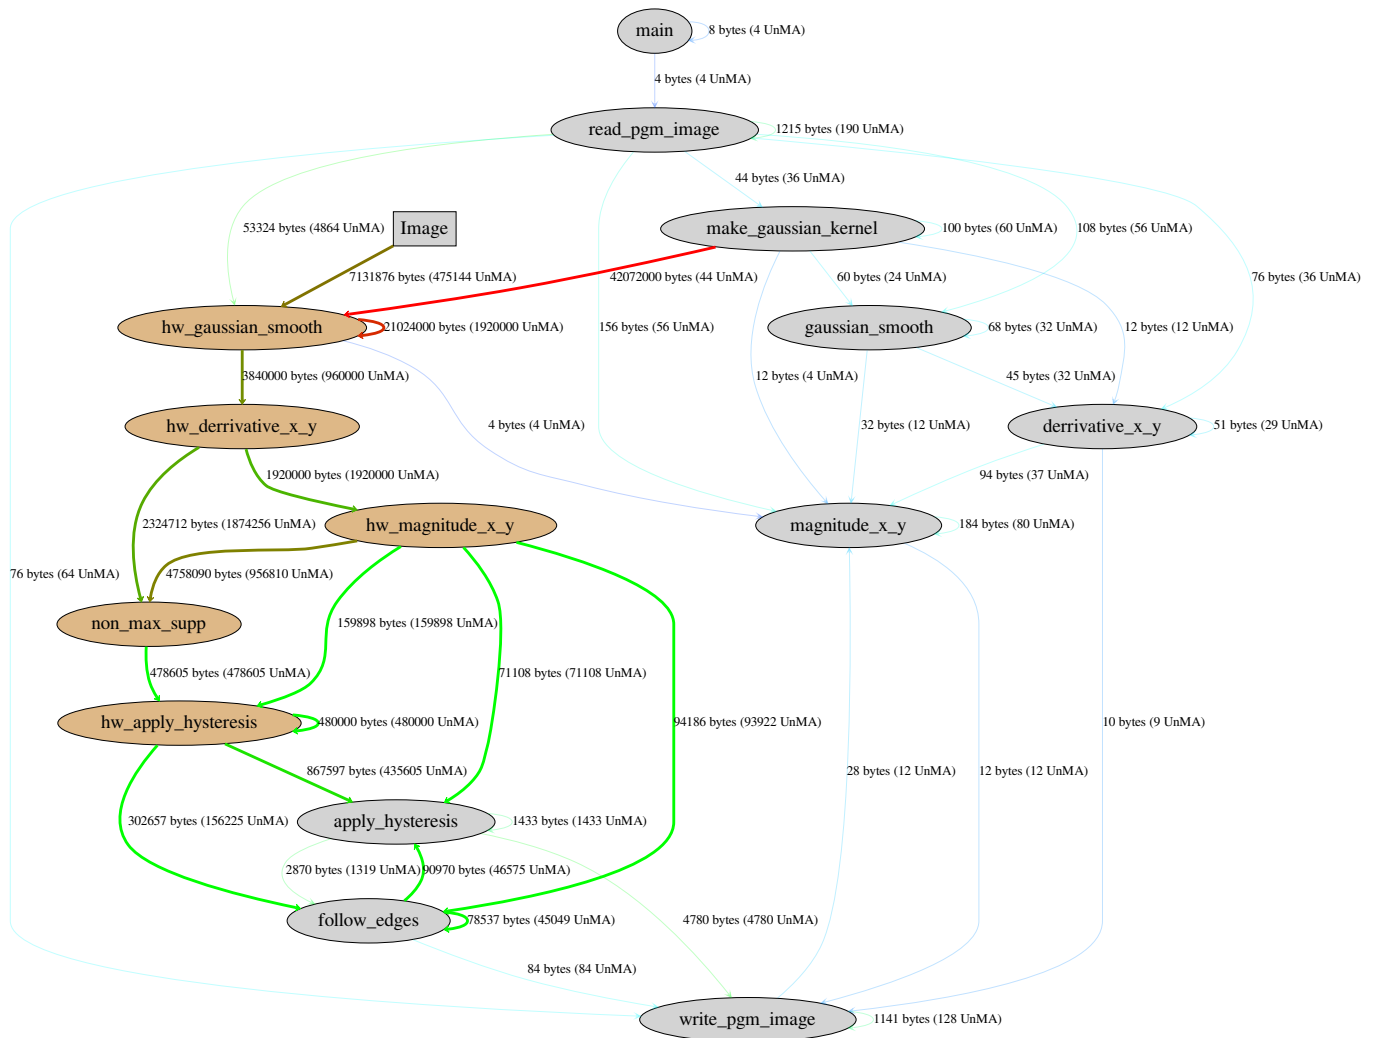 main
8 bytes (4 UnMA)
4 bytes (4 UnMA)
read_pgm_image
1215 bytes (190 UnMA)
44 bytes (36 UnMA)
53324 bytes (4864 UnMA)
Image
make_gaussian_kernel
100 bytes (60 UnMA)
108 bytes (56 UnMA)
7131876 bytes (475144 UnMA)
42072000 bytes (44 UnMA)
60 bytes (24 UnMA)
76 bytes (36 UnMA)
hw_gaussian_smooth
21024000 bytes (1920000 UnMA)
156 bytes (56 UnMA)
gaussian_smooth
68 bytes (32 UnMA)
12 bytes (12 UnMA)
3840000 bytes (960000 UnMA)
12 bytes (4 UnMA)
45 bytes (32 UnMA)
hw_derrivative_x_y
4 bytes (4 UnMA)
32 bytes (12 UnMA)
derrivative_x_y
51 bytes (29 UnMA)
1920000 bytes (1920000 UnMA)
94 bytes (37 UnMA)
2324712 bytes (1874256 UnMA)
hw_magnitude_x_y
magnitude_x_y
184 bytes (80 UnMA)
76 bytes (64 UnMA)
4758090 bytes (956810 UnMA)
non_max_supp
159898 bytes (159898 UnMA)
478605 bytes (478605 UnMA)
71108 bytes (71108 UnMA)
hw_apply_hysteresis
480000 bytes (480000 UnMA)
94186 bytes (93922 UnMA)
10 bytes (9 UnMA)
867597 bytes (435605 UnMA)
28 bytes (12 UnMA)
12 bytes (12 UnMA)
302657 bytes (156225 UnMA)
apply_hysteresis
1433 bytes (1433 UnMA)
2870 bytes (1319 UnMA)
90970 bytes (46575 UnMA)
follow_edges
78537 bytes (45049 UnMA)
4780 bytes (4780 UnMA)
84 bytes (84 UnMA)
write_pgm_image
1141 bytes (128 UnMA)